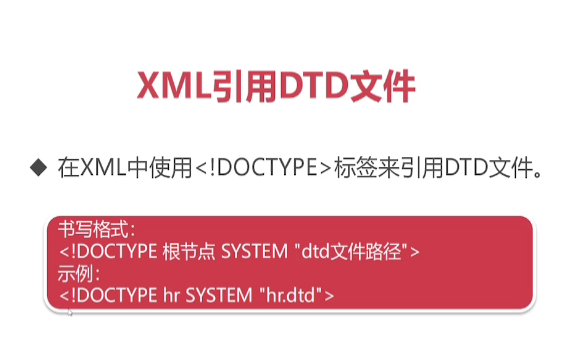 XML引用DTD文件
◆ 在XML中使用<!DOCTYPE>标签来引用DTD文件。
书写格式：
<!DOCTYPE 根节点 SYSTEM "dtd文件路径">
示例：
<!DOCTYPE hr SYSTEM "hr.dtd">